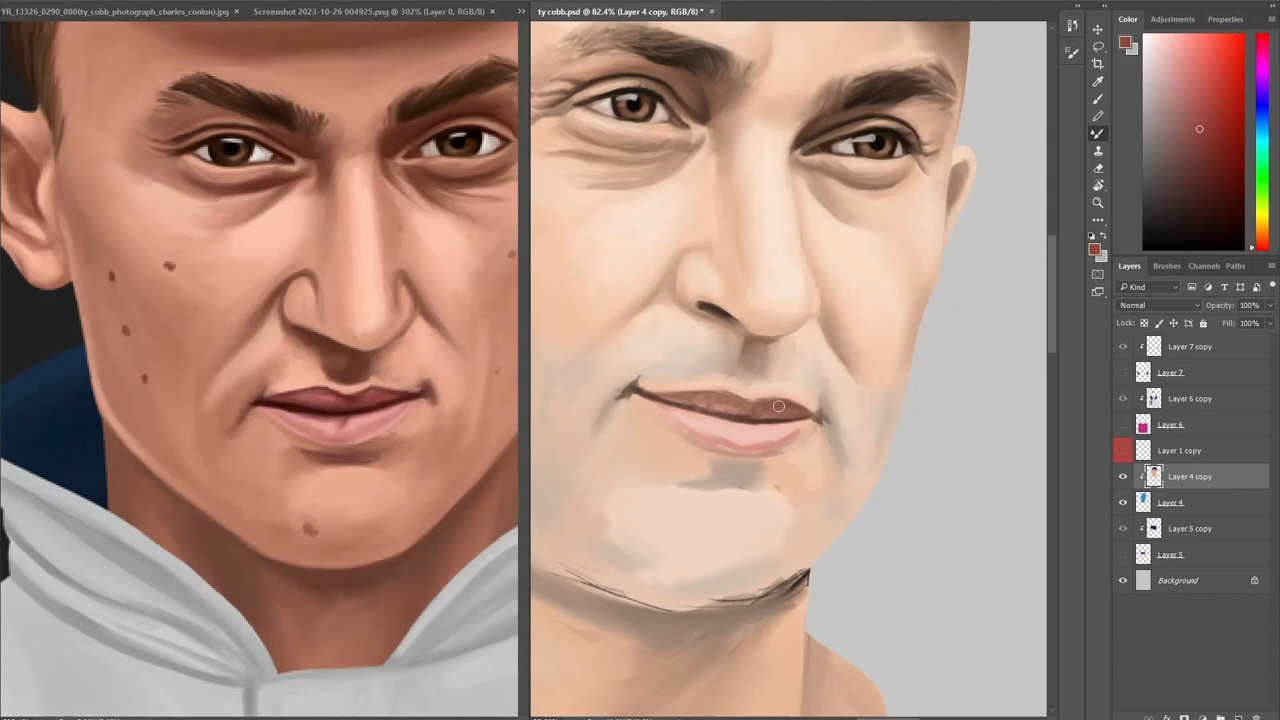 YR_13326_0290_000(ty_cobb_photograph_charles_conlon).jpg × Screenshot 2023-10-26 004925.png @ 302% (Layer 0, RGB/8) × >>
ty cobb.psd @ 82.4% (Layer 4 copy, RGB/8) * ×
Color Adjustments Properties
Layers Brushes Channels Paths
Kind
Normal Opacity: 100%
Lock: Fill: 100%
Layer 7 copy
Layer 7
Layer 6 copy
Layer 6
Layer 1 copy
Layer 4 copy
Layer 4
Layer 5 copy
Layer 5
Background